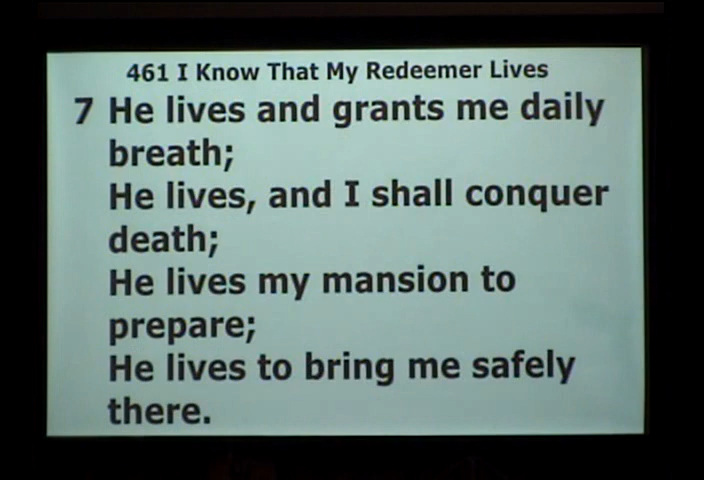 461 I Know That My Redeemer Lives
7 He lives and grants me daily
breath;
He lives, and I shall conquer
death;
He lives my mansion to
prepare;
He lives to bring me safely
there.